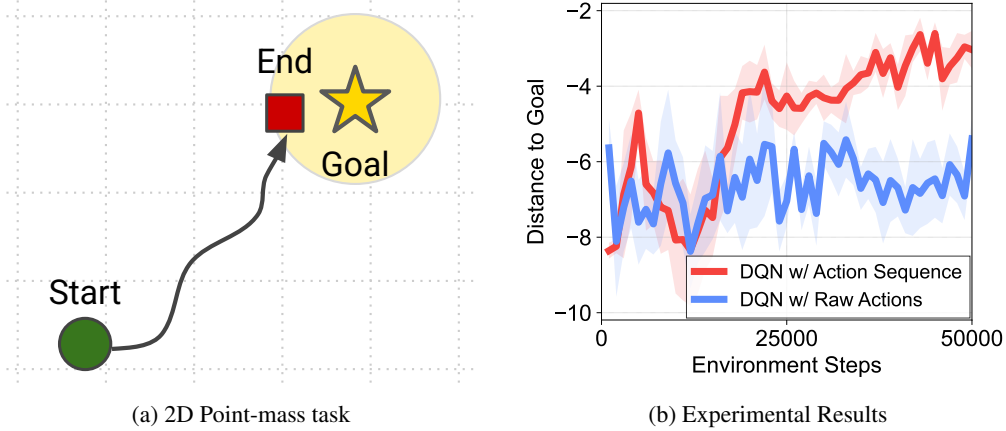 End
Goal
Start
(a) 2D Point-mass task
Distance to Goal
−2
−4
−6
−8
−10
DQN w/ Action Sequence
DQN w/ Raw Actions
0
25000
50000
Environment Steps
(b) Experimental Results